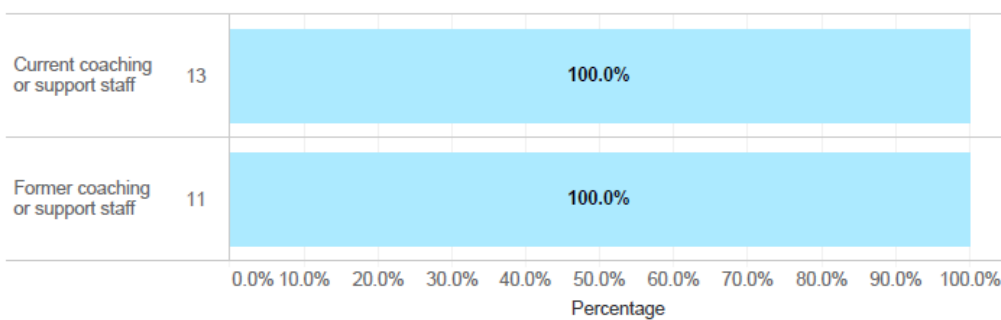 Current coaching
or support staff
13
100.0%
Former coaching
or support staff
11
100.0%
0.0% 10.0% 20.0% 30.0% 40.0% 50.0% 60.0% 70.0% 80.0% 90.0% 100.0%
Percentage